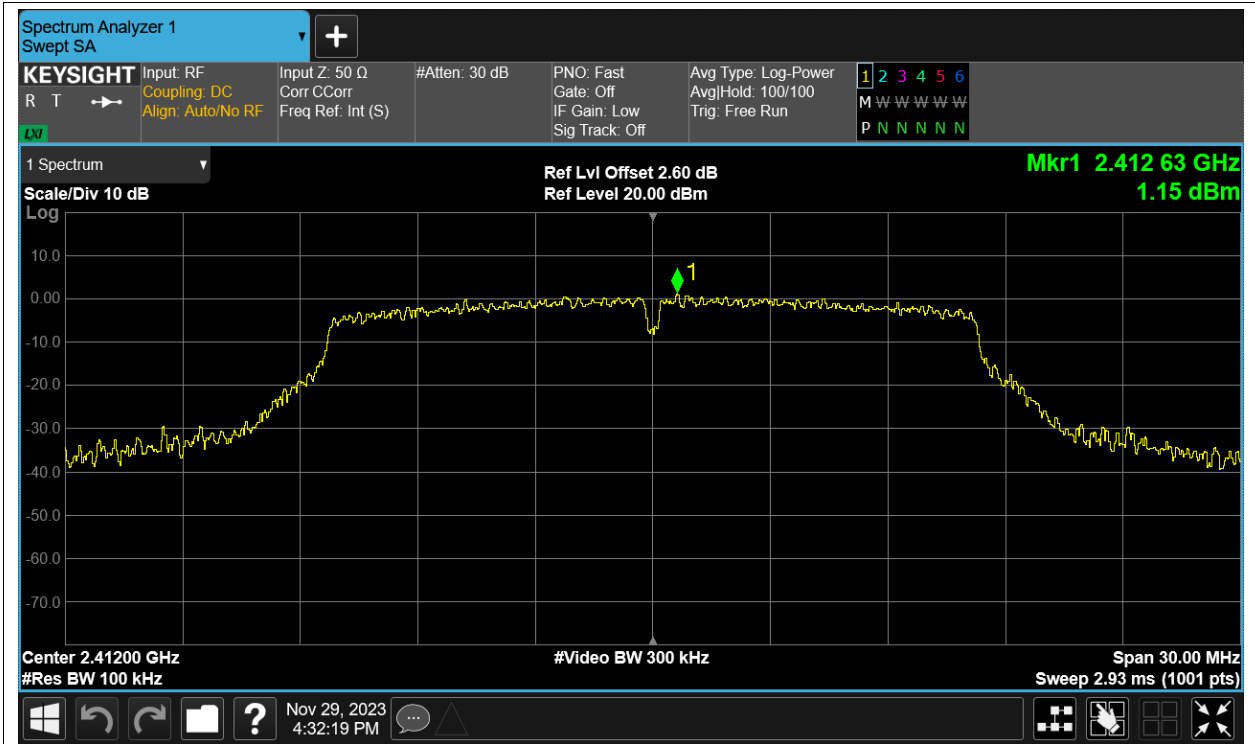 Spectrum Analyzer 1
Swept SA
KEYSIGHT
R T
LXI
Input: RF
Coupling: DC
Align: Auto/No RF
Input Z: 50 Ω
Corr CCorr
Freq Ref: Int (S)
#Atten: 30 dB
PNO: Fast
Gate: Off
IF Gain: Low
Sig Track: Off
Avg Type: Log-Power
Avg|Hold: 100/100
Trig: Free Run
1 2 3 4 5 6
M W W W W W W
P N N N N N N
1 Spectrum
Scale/Div 10 dB
Log
Ref Lvl Offset 2.60 dB
Ref Level 20.00 dBm
Mkr1 2.412 63 GHz
1.15 dBm
1
10.0
0.00
-10.0
-20.0
-30.0
-40.0
-50.0
-60.0
-70.0
Center 2.41200 GHz
#Res BW 100 kHz
#Video BW 300 kHz
Span 30.00 MHz
Sweep 2.93 ms (1001 pts)
?
Nov 29, 2023
4:32:19 PM